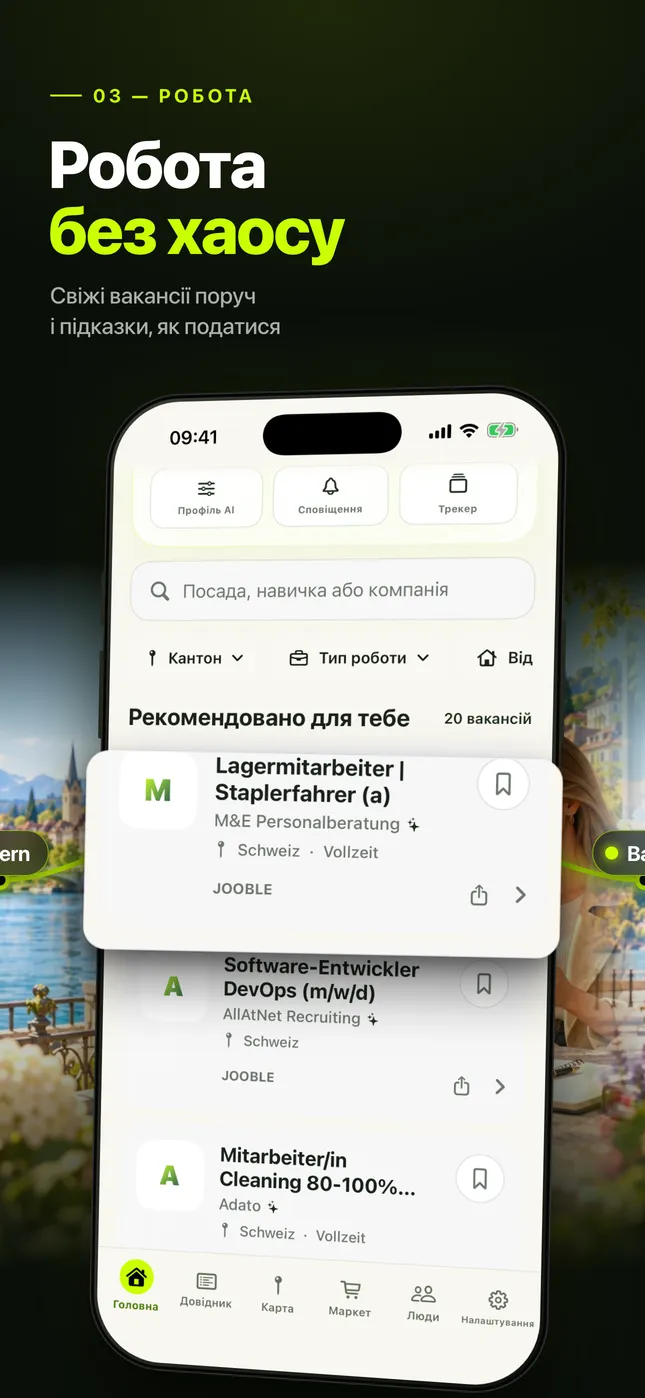 03 — РОБОТА
Робота
без хаосу
Свіжі вакансії поруч
і підказки, як податися
09:41
Профіль AI
Сповіщення
Трекер
Посада, навичка або компанія
Кантон
Тип роботи
Від
Рекомендовано для тебе
20 вакансій
M
Lagermitarbeiter |
Staplerfahrer (a)
M&E Personalberatung
Schweiz · Vollzeit
JOOBLE
ern
Ba
A
Software-Entwickler
DevOps (m/w/d)
AllAtNet Recruiting
Schweiz
JOOBLE
A
Mitarbeiter/in
Cleaning 80-100%...
Adato
Schweiz · Vollzeit
Головна
Довідник
Карта
Маркет
Люди
Налаштування